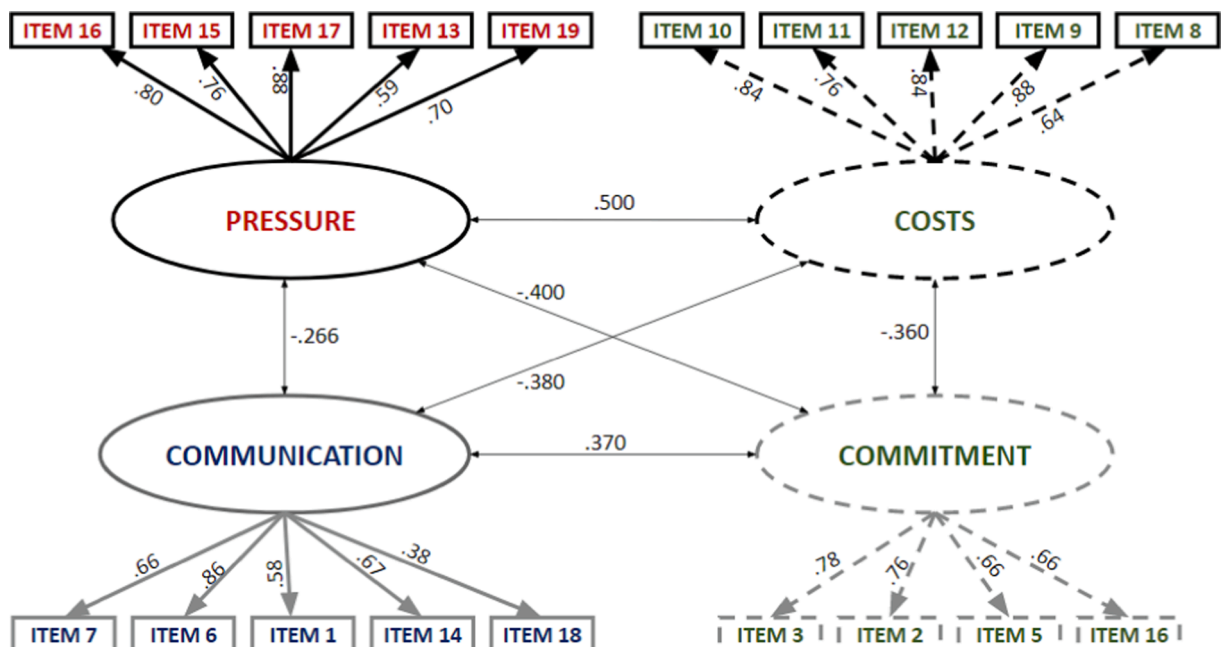 ITEM 16 ITEM 15 ITEM 17 ITEM 13 ITEM 19 ITEM 10 ITEM 11 ITEM 12 ITEM 9 ITEM 8
.80 .76 .88 .59 .70 .84 .76 .84 .88 .64
PRESSURE .500 COSTS
-.400
-.266 -.360
-.380
COMMUNICATION .370 COMMITMENT
.66 .86 .58 .67 .38 .78 .76 .66 .66
ITEM 7 ITEM 6 ITEM 1 ITEM 14 ITEM 18 ITEM 3 ITEM 2 ITEM 5 ITEM 16